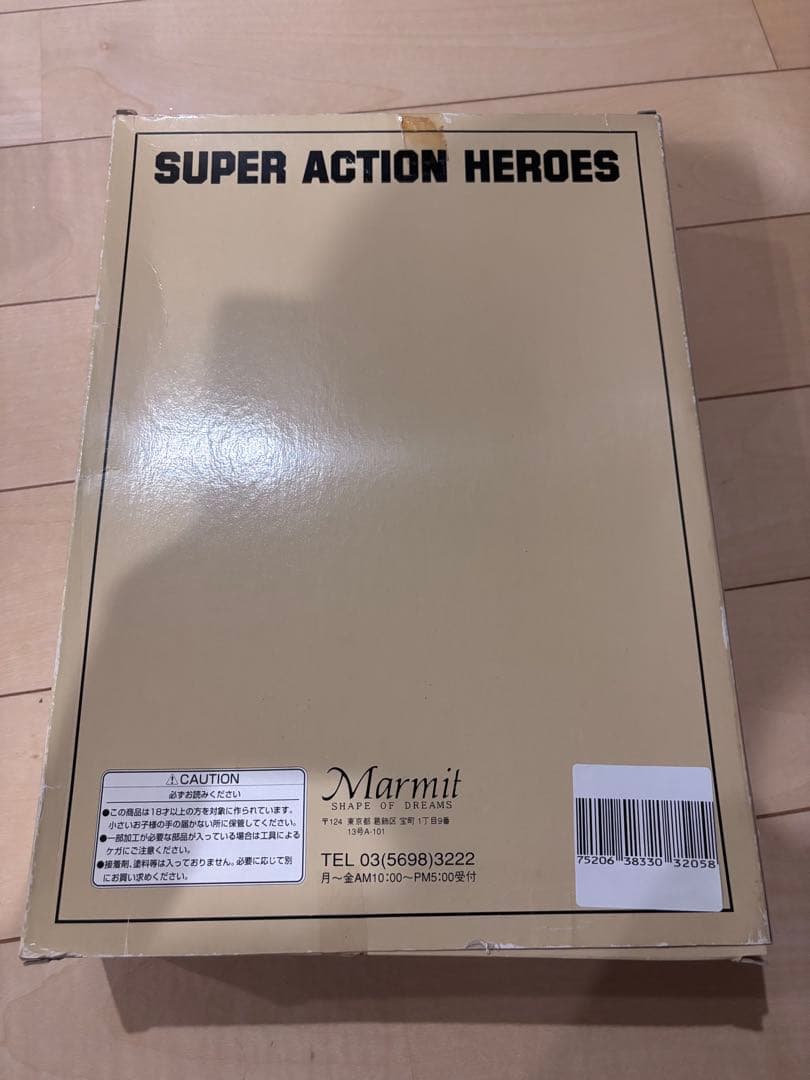 SUPER ACTION HEROES
⚠CAUTION
必ずお読みください
●この商品は18才以上の方を対象に作られています。
小さいお子様の手の届かない所に保管してください。
●一部加工が必要な部品が入っている場合は工具による
ケガにご注意ください。
●接着剤、塗料等は入っておりません。必要に応じて別
にお買い求めください。
Marmit
SHAPE OF DREAMS
〒124 東京都 葛飾区 宝町 1丁目9番
13号A-101
TEL 03(5698)3222
月〜金AM10:00〜PM5:00受付
75206 38330 32058